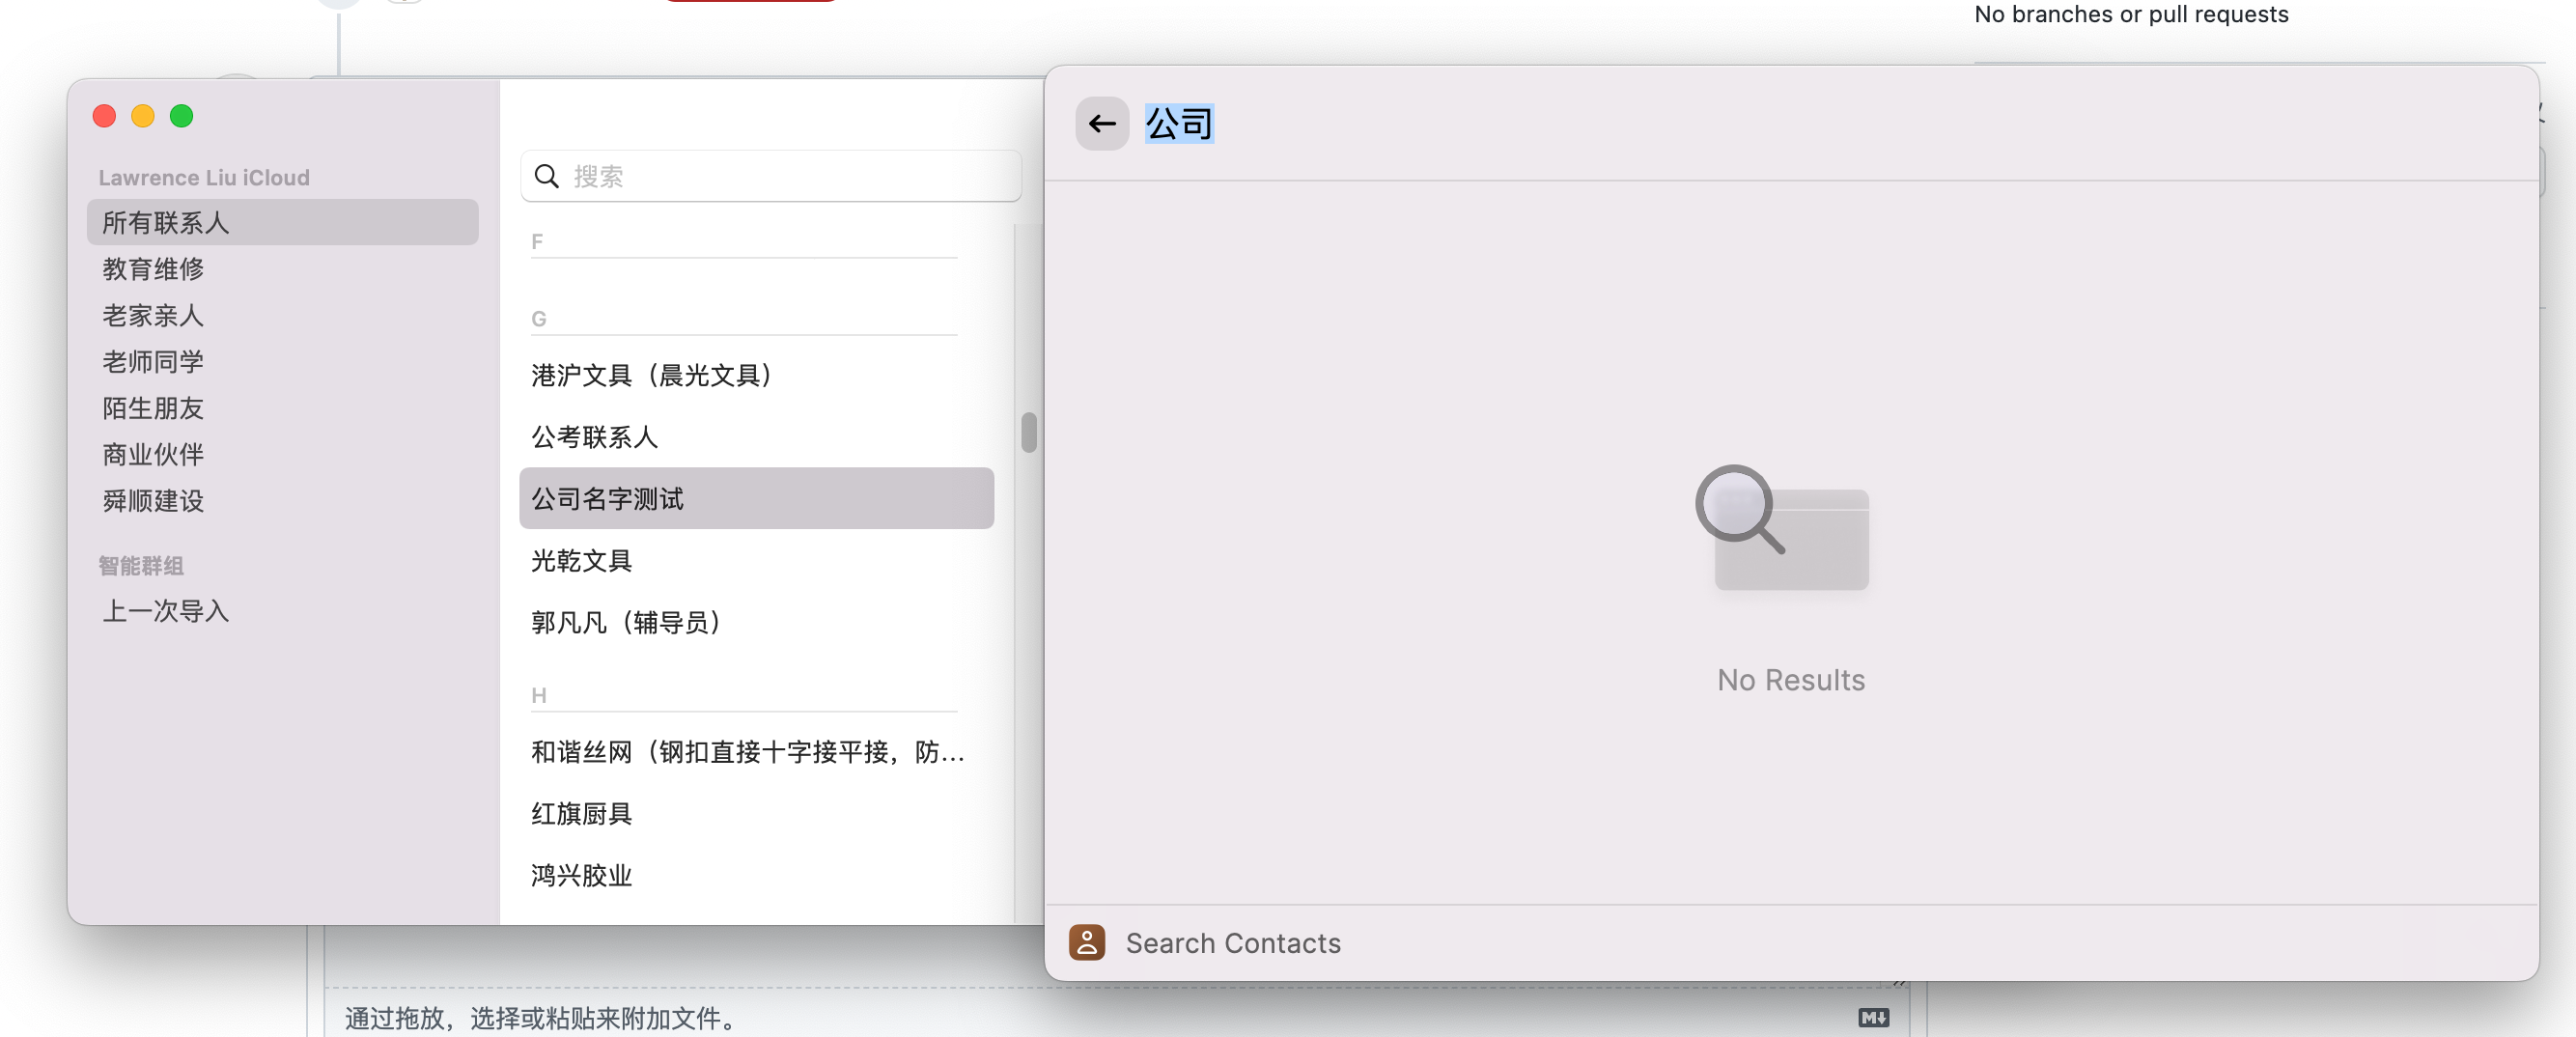 No branches or pull requests
Lawrence Liu iCloud
所有联系人
教育维修
老家亲人
老师同学
陌生朋友
商业伙伴
舜顺建设
智能群组
上一次导入
搜索
F
G
港沪文具（晨光文具）
公考联系人
公司名字测试
光乾文具
郭凡凡（辅导员）
H
和谐丝网（钢扣直接十字接平接，防...
红旗厨具
鸿兴胶业
公司
No Results
Search Contacts
通过拖放，选择或粘贴来附加文件。
M